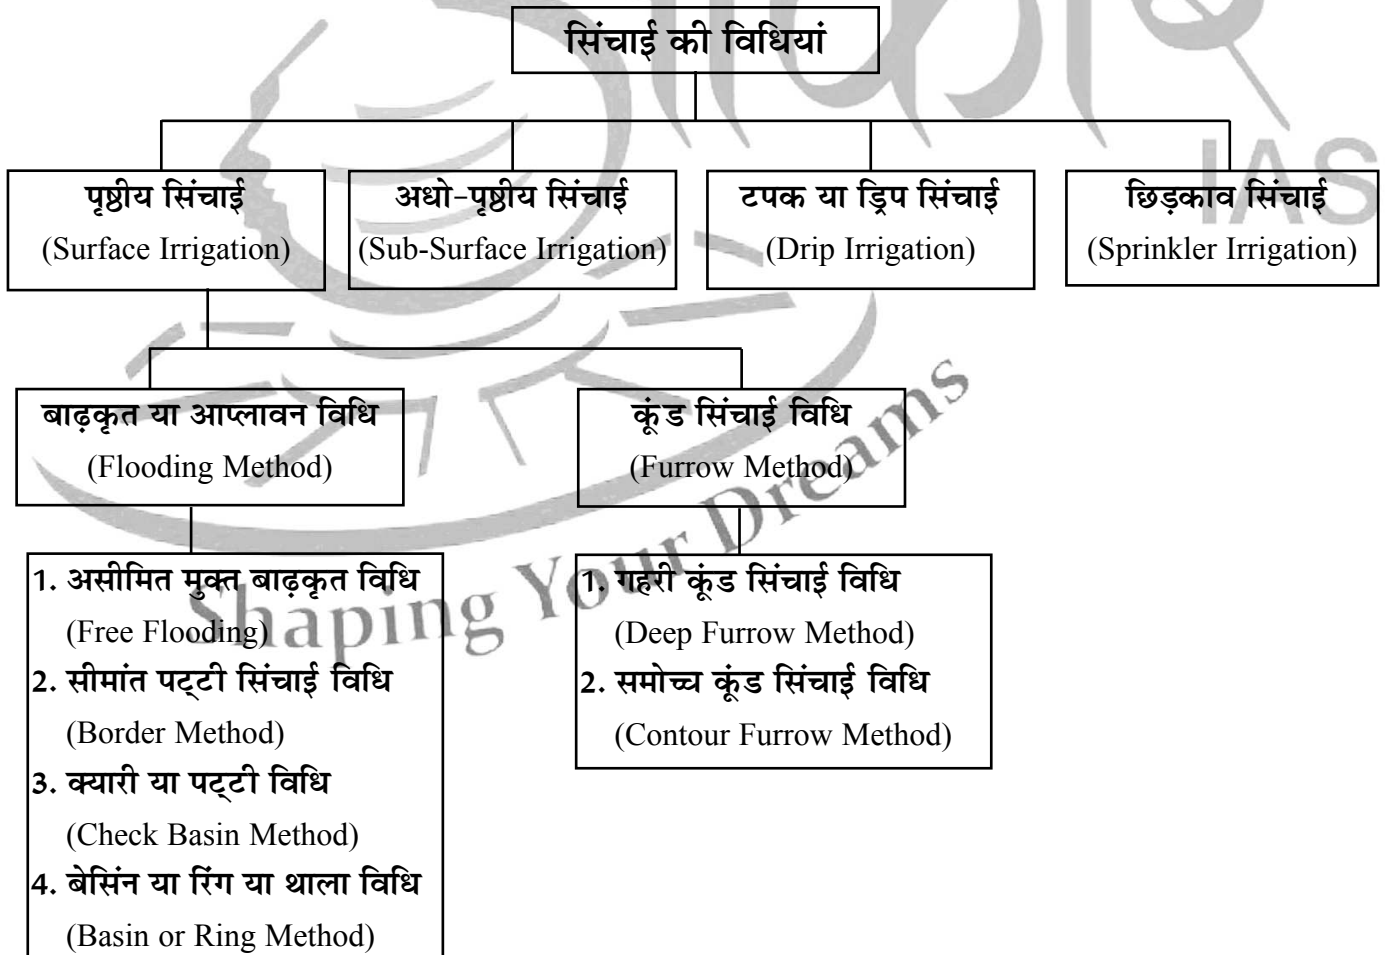 सिंचाई की विधियां
पृष्ठीय सिंचाई
(Surface Irrigation)
अधो-पृष्ठीय सिंचाई
(Sub-Surface Irrigation)
टपक या ड्रिप सिंचाई
(Drip Irrigation)
छिड़काव सिंचाई
(Sprinkler Irrigation)
IAS
बाढ़कृत या आप्लावन विधि
(Flooding Method)
कूंड सिंचाई विधि
(Furrow Method)
1. असीमित मुक्त बाढ़कृत विधि
(Free Flooding)
2. सीमांत पट्टी सिंचाई विधि
(Border Method)
3. क्यारी या पट्टी विधि
(Check Basin Method)
4. बेसिंन या रिंग या थाला विधि
(Basin or Ring Method)
1. गहरी कूंड सिंचाई विधि
(Deep Furrow Method)
2. समोच्च कूंड सिंचाई विधि
(Contour Furrow Method)
Shaping Your Dreams